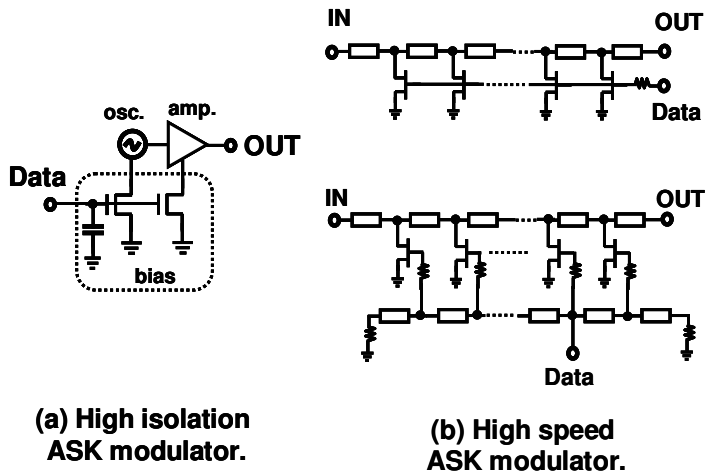 IN
OUT
Data
osc.
amp.
OUT
Data
bias
IN
OUT
Data
(a) High isolation
ASK modulator.
(b) High speed
ASK modulator.